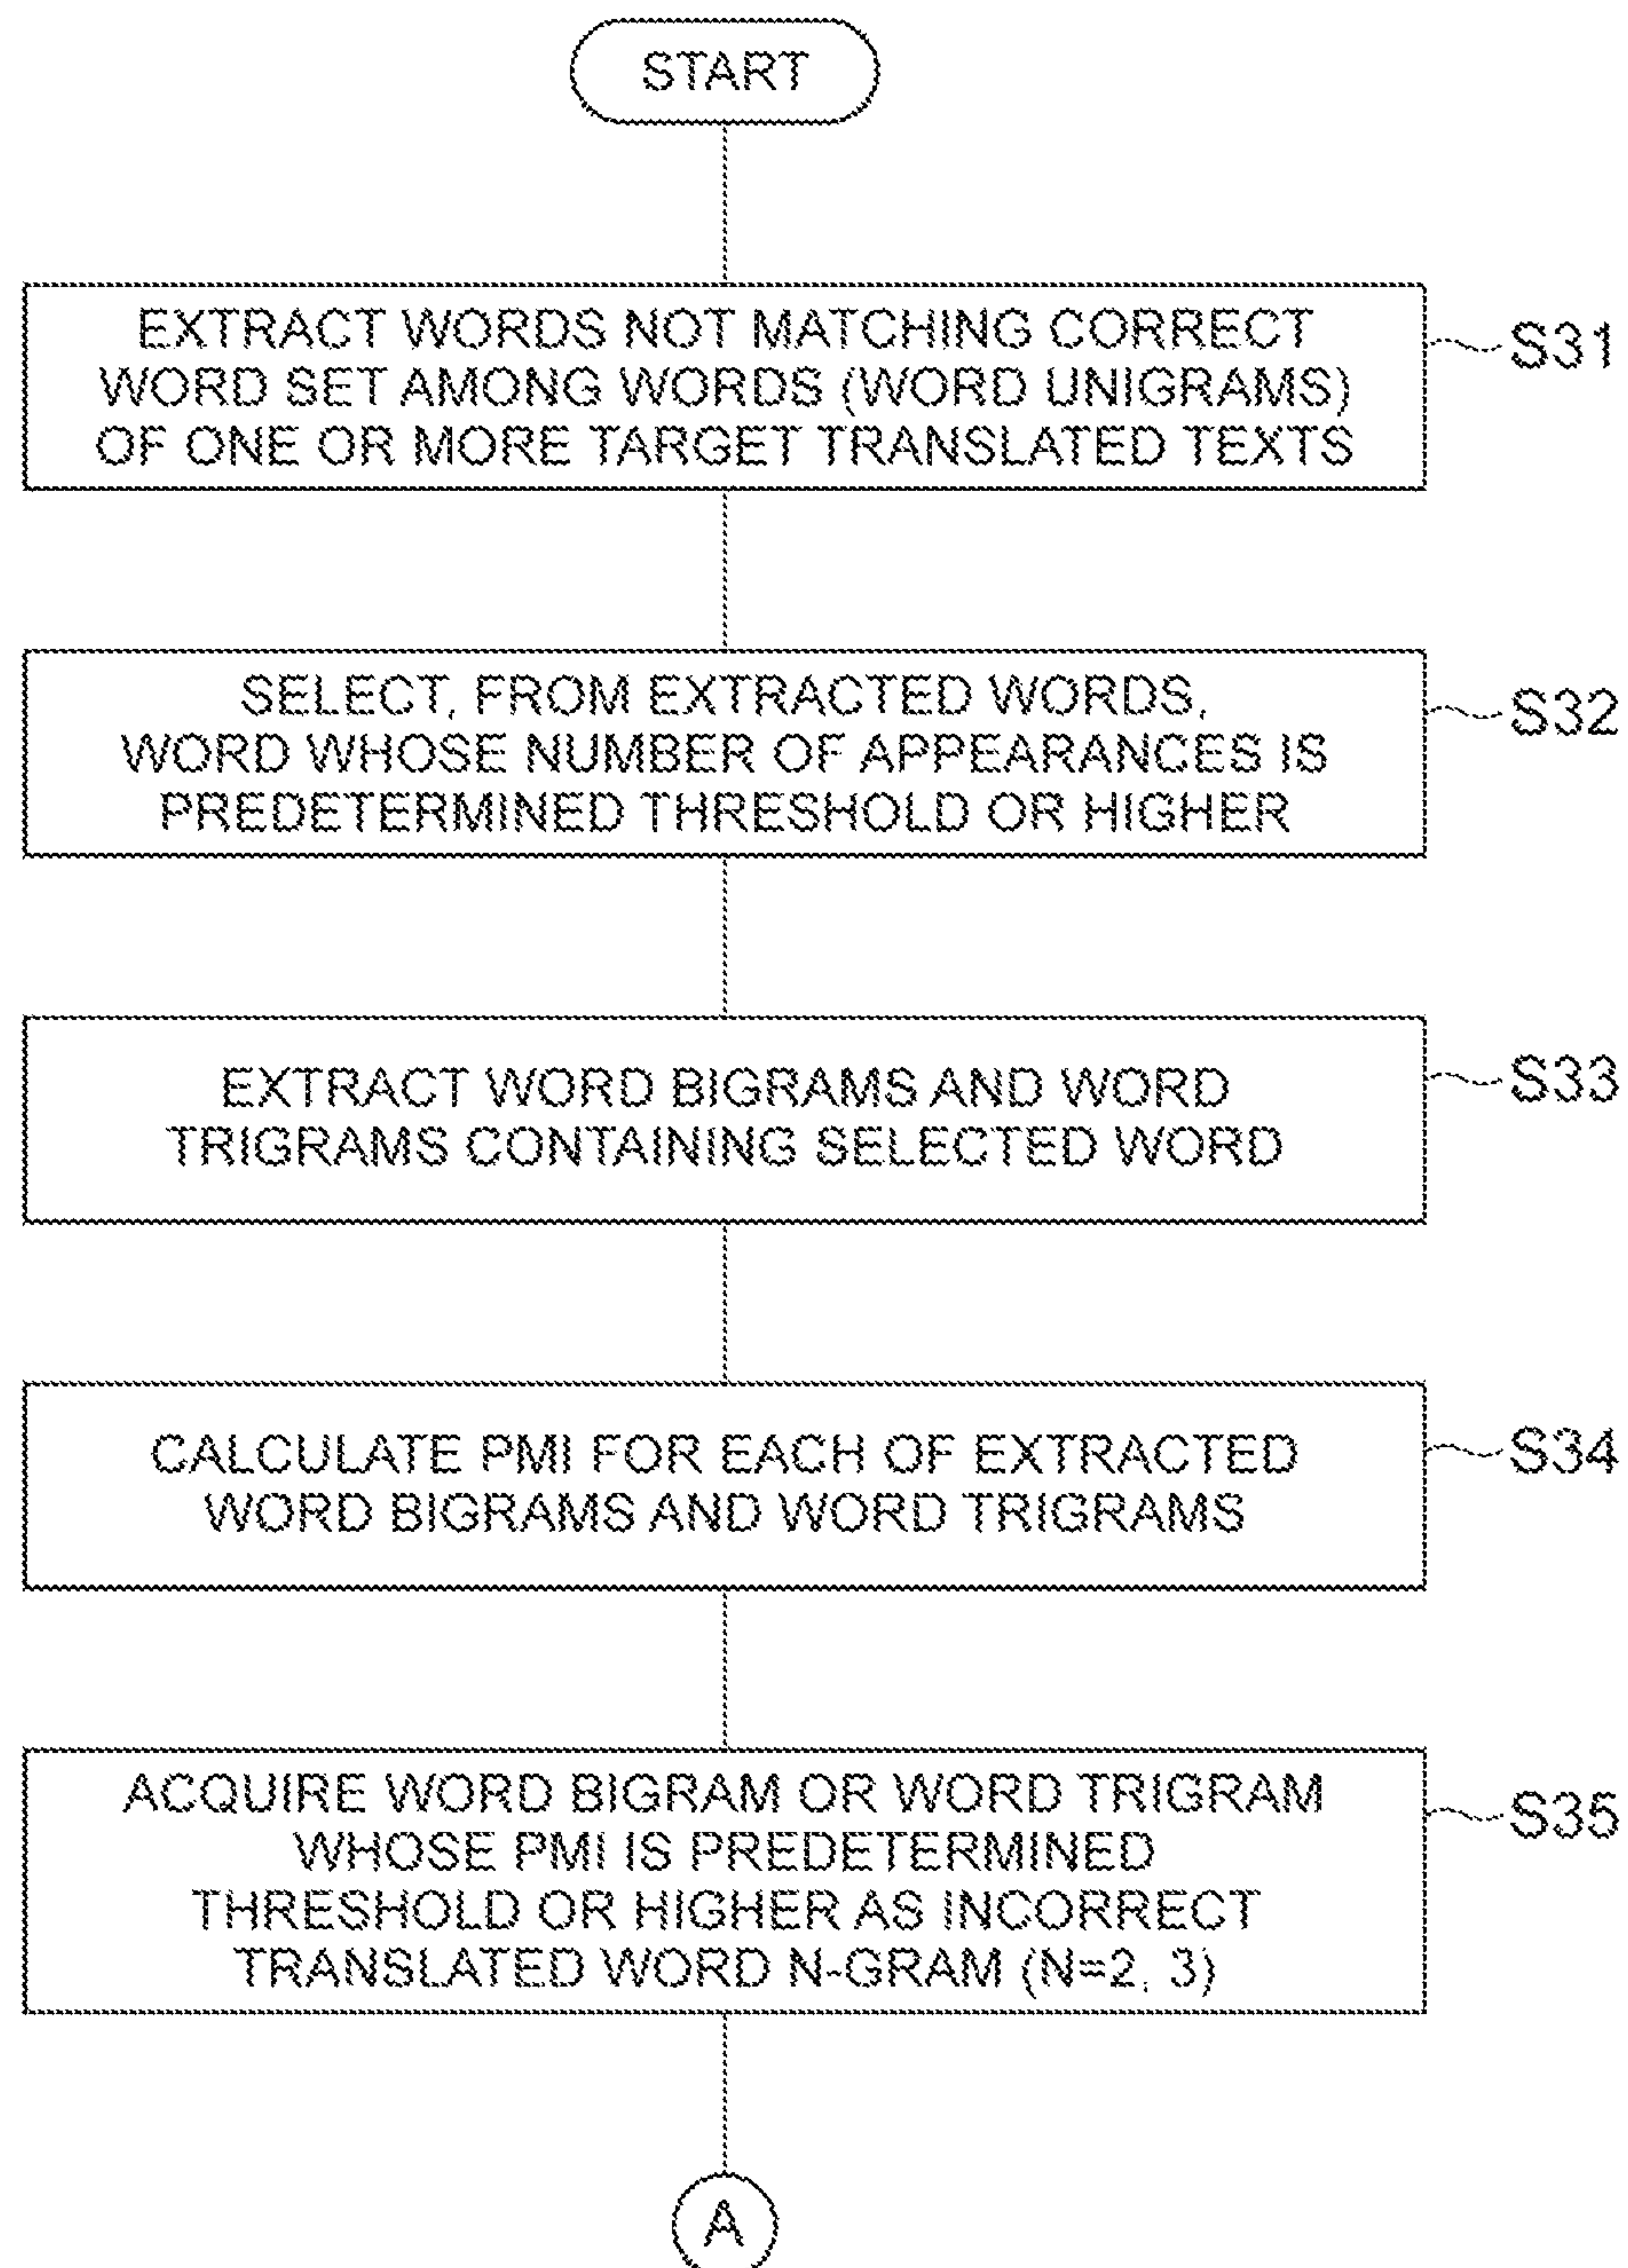 START
EXTRACT WORDS NOT MATCHING CORRECT
WORD SET AMONG WORDS (WORD UNIGRAMS)
OF ONE OR MORE TARGET TRANSLATED TEXTS
S31
SELECT, FROM EXTRACTED WORDS,
WORD WHOSE NUMBER OF APPEARANCES IS
PREDETERMINED THRESHOLD OR HIGHER
S32
EXTRACT WORD BIGRAMS AND WORD
TRIGRAMS CONTAINING SELECTED WORD
S33
CALCULATE PMI FOR EACH OF EXTRACTED
WORD BIGRAMS AND WORD TRIGRAMS
S34
ACQUIRE WORD BIGRAM OR WORD TRIGRAM
WHOSE PMI IS PREDETERMINED
THRESHOLD OR HIGHER AS INCORRECT
TRANSLATED WORD N-GRAM (N=2, 3)
S35
A